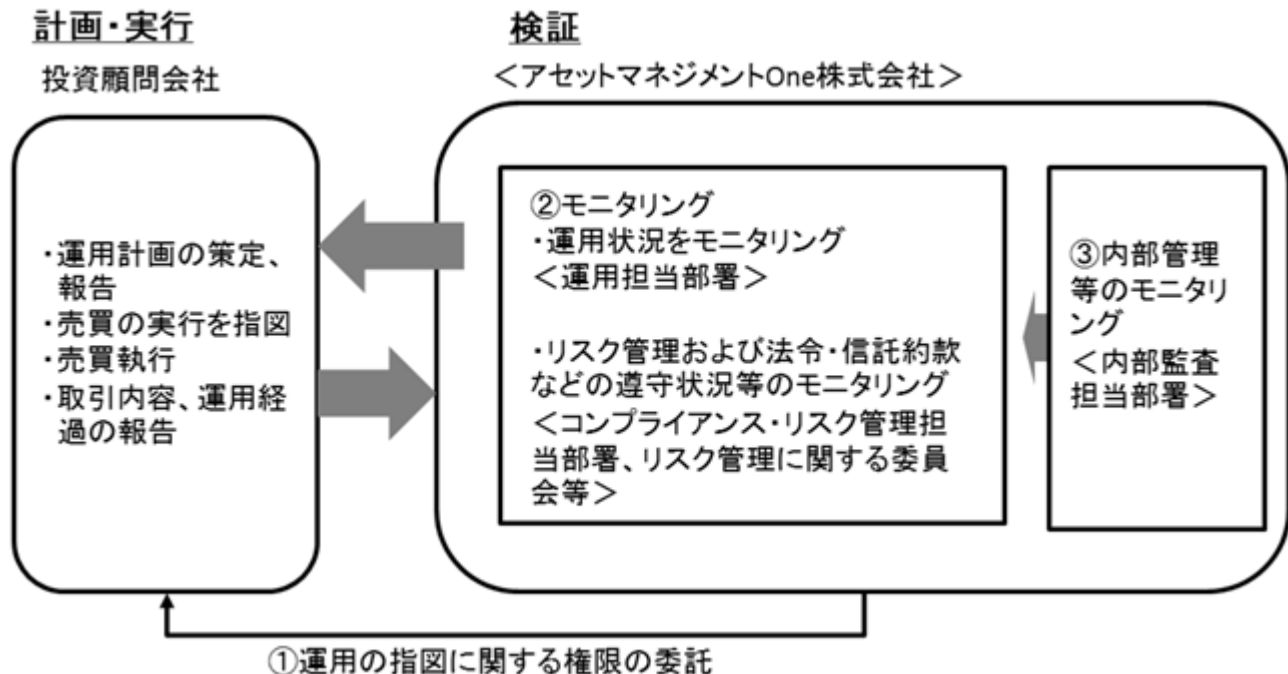 計画・実行
投資顧問会社
・運用計画の策定、
報告
・売買の実行を指図
・売買執行
・取引内容、運用経
過の報告
検証
＜アセットマネジメントOne株式会社＞
②モニタリング
・運用状況をモニタリング
＜運用担当部署＞
・リスク管理および法令・信託約款
などの遵守状況等のモニタリング
＜コンプライアンス・リスク管理担
当部署、リスク管理に関する委員
会等＞
③内部管理
等のモニタリ
ング
＜内部監査
担当部署＞
①運用の指図に関する権限の委託